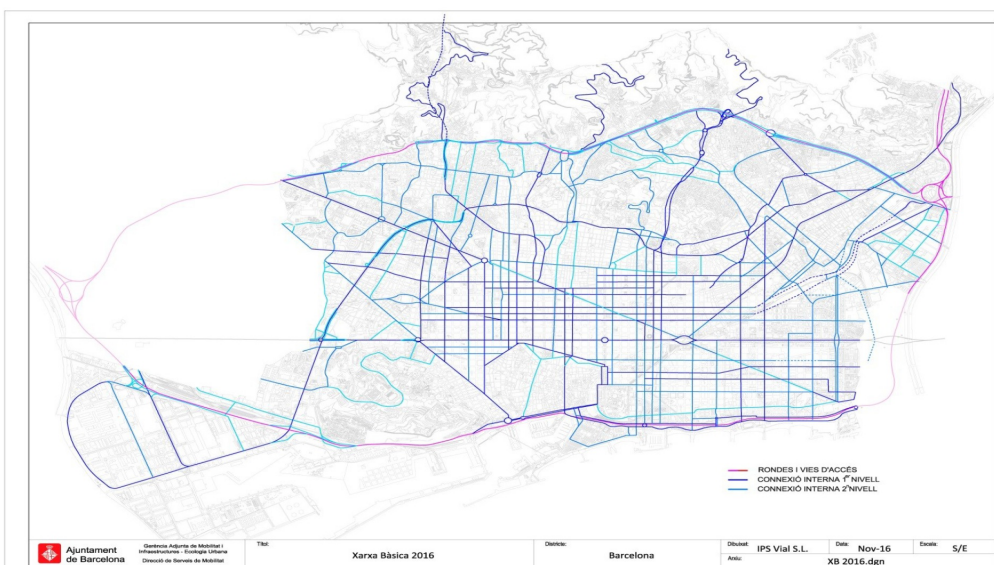 RONDES I VIES D'ACCÉS
CONNEXIÓ INTERNA 1er NIVELL
CONNEXIÓ INTERNA 2n NIVELL
Ajuntament
de Barcelona
Gerència Adjunta de Mobilitat i
Infraestructures - Ecologia Urbana
Direcció de Serveis de Mobilitat
Títol:
Xarxa Bàsica 2016
Districte:
Barcelona
Dibuixat: IPS Vial S.L.
Data: Nov-16
Escala: S/E
Arxiu: XB 2016.dgn